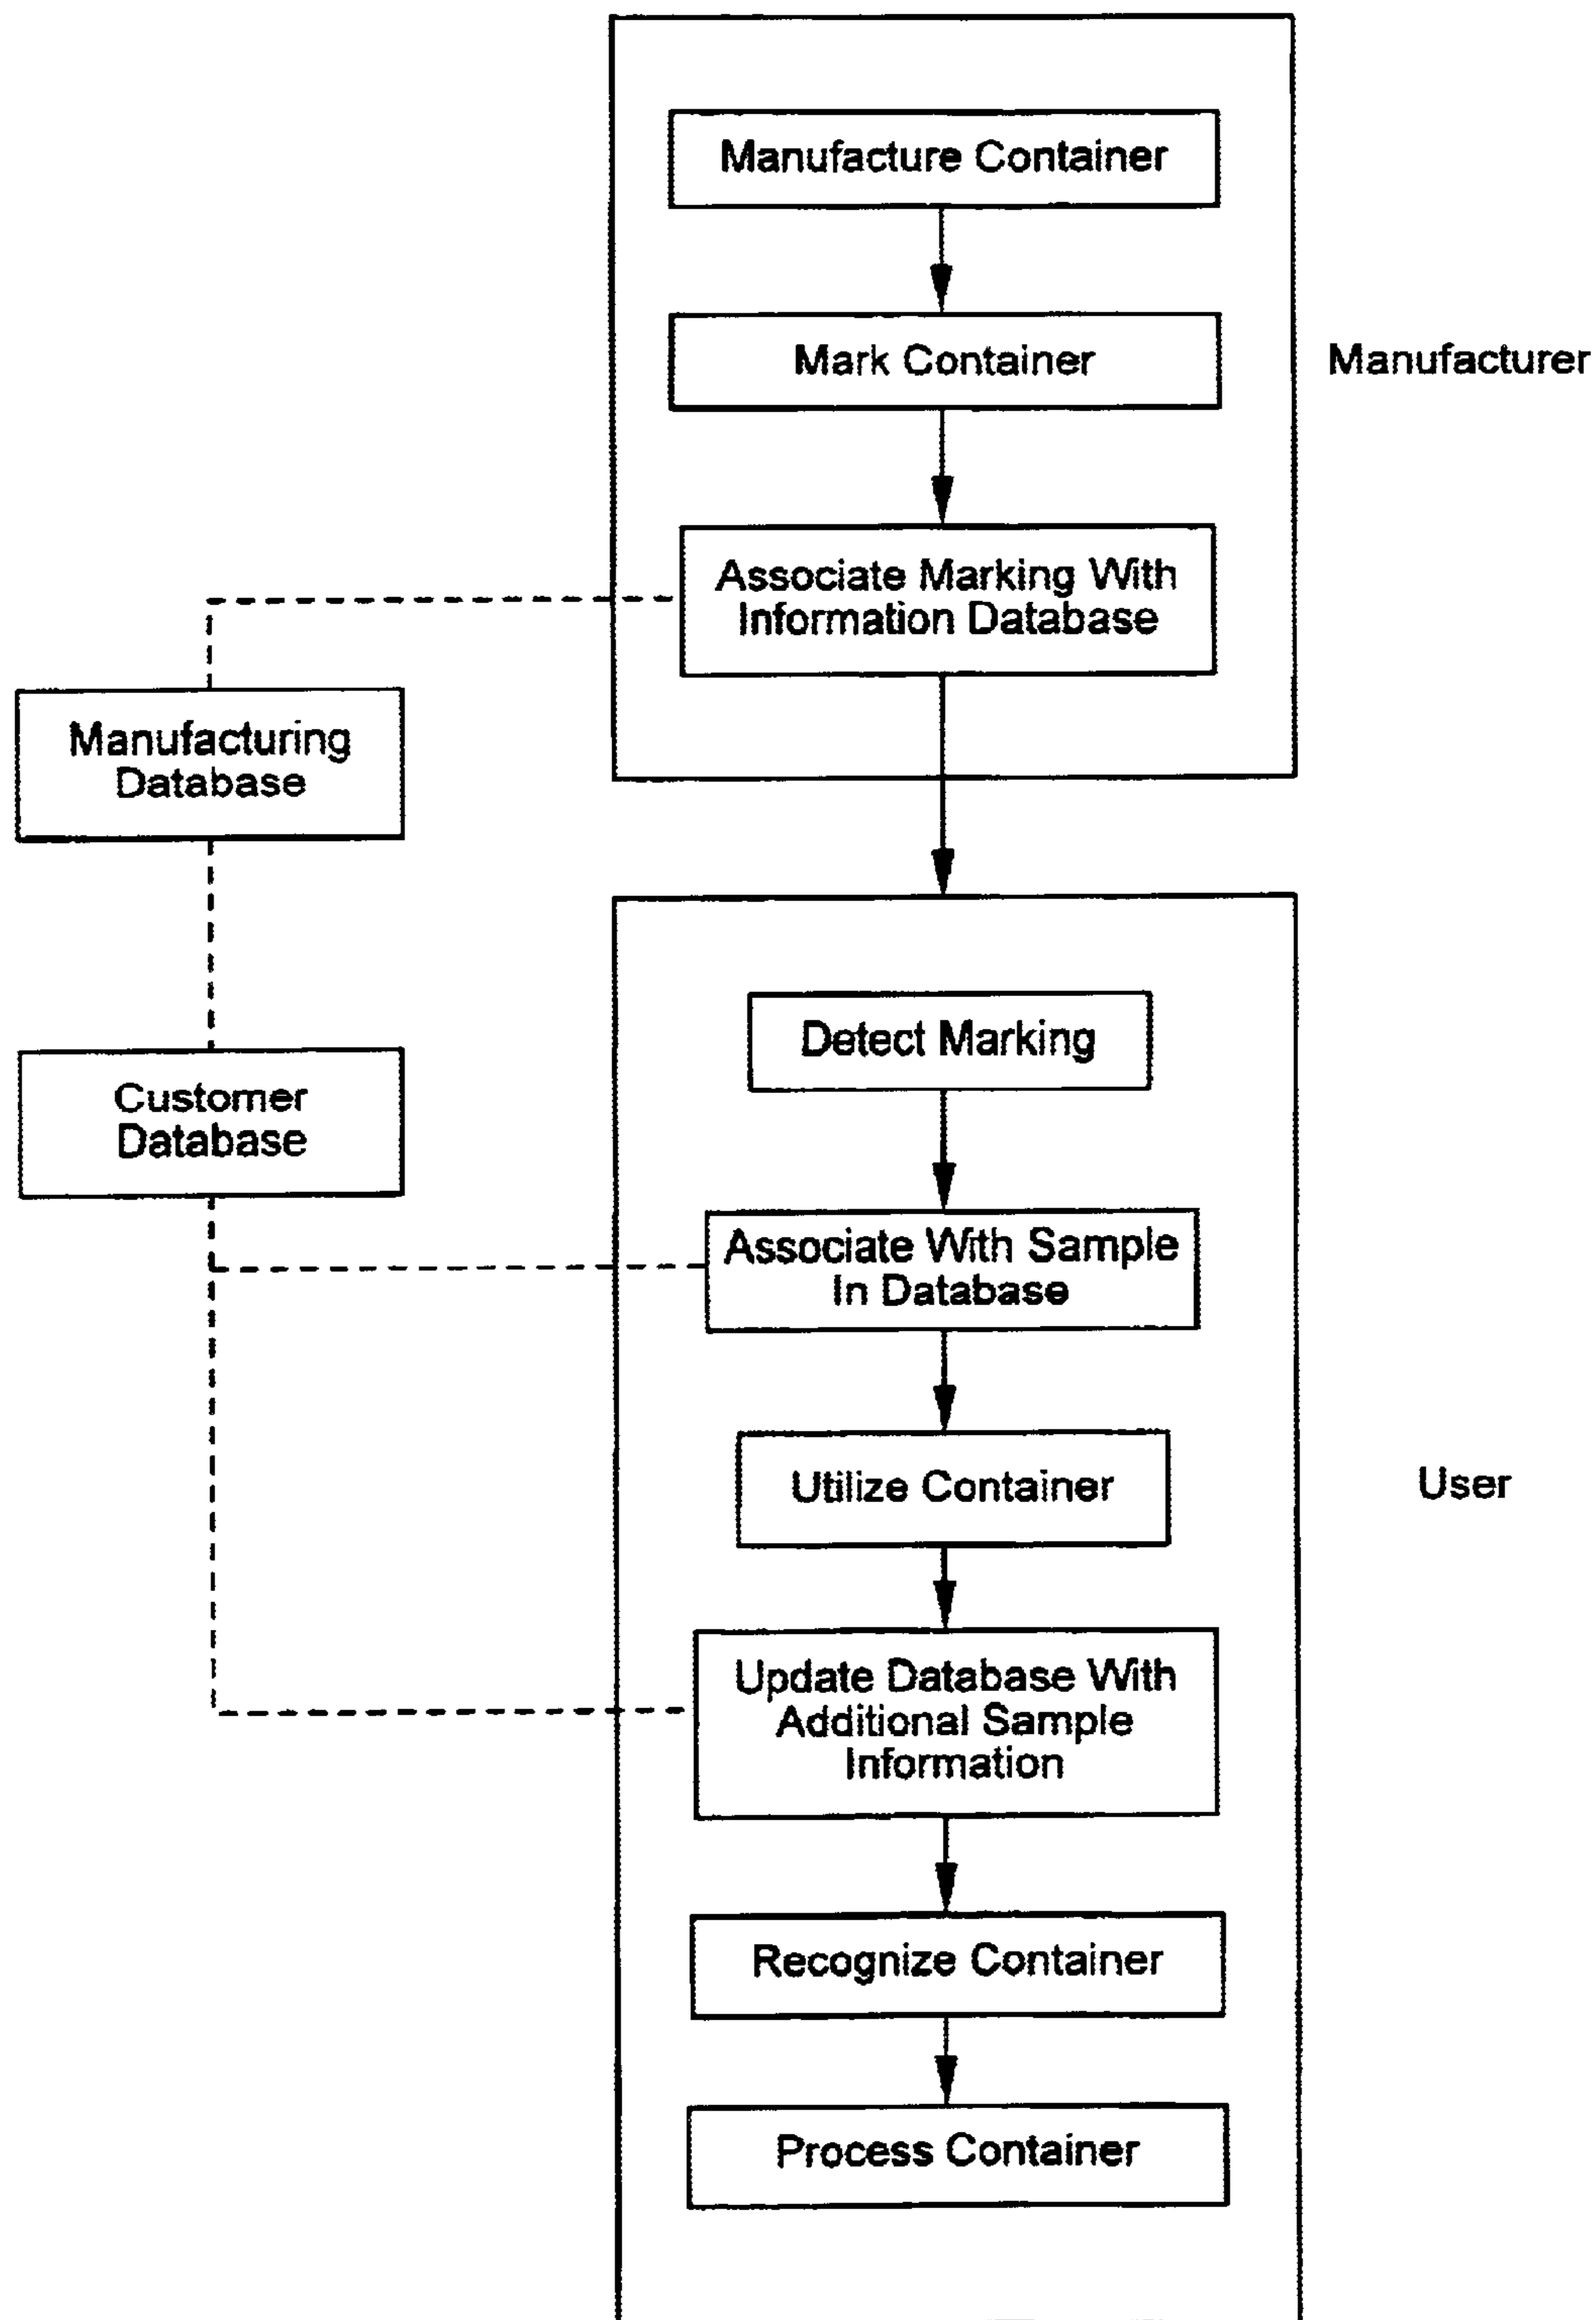 Manufacture Container
Mark Container
Manufacturer
Associate Marking With
Information Database
Manufacturing
Database
Detect Marking
Customer
Database
Associate With Sample
In Database
Utilize Container
User
Update Database With
Additional Sample
Information
Recognize Container
Process Container